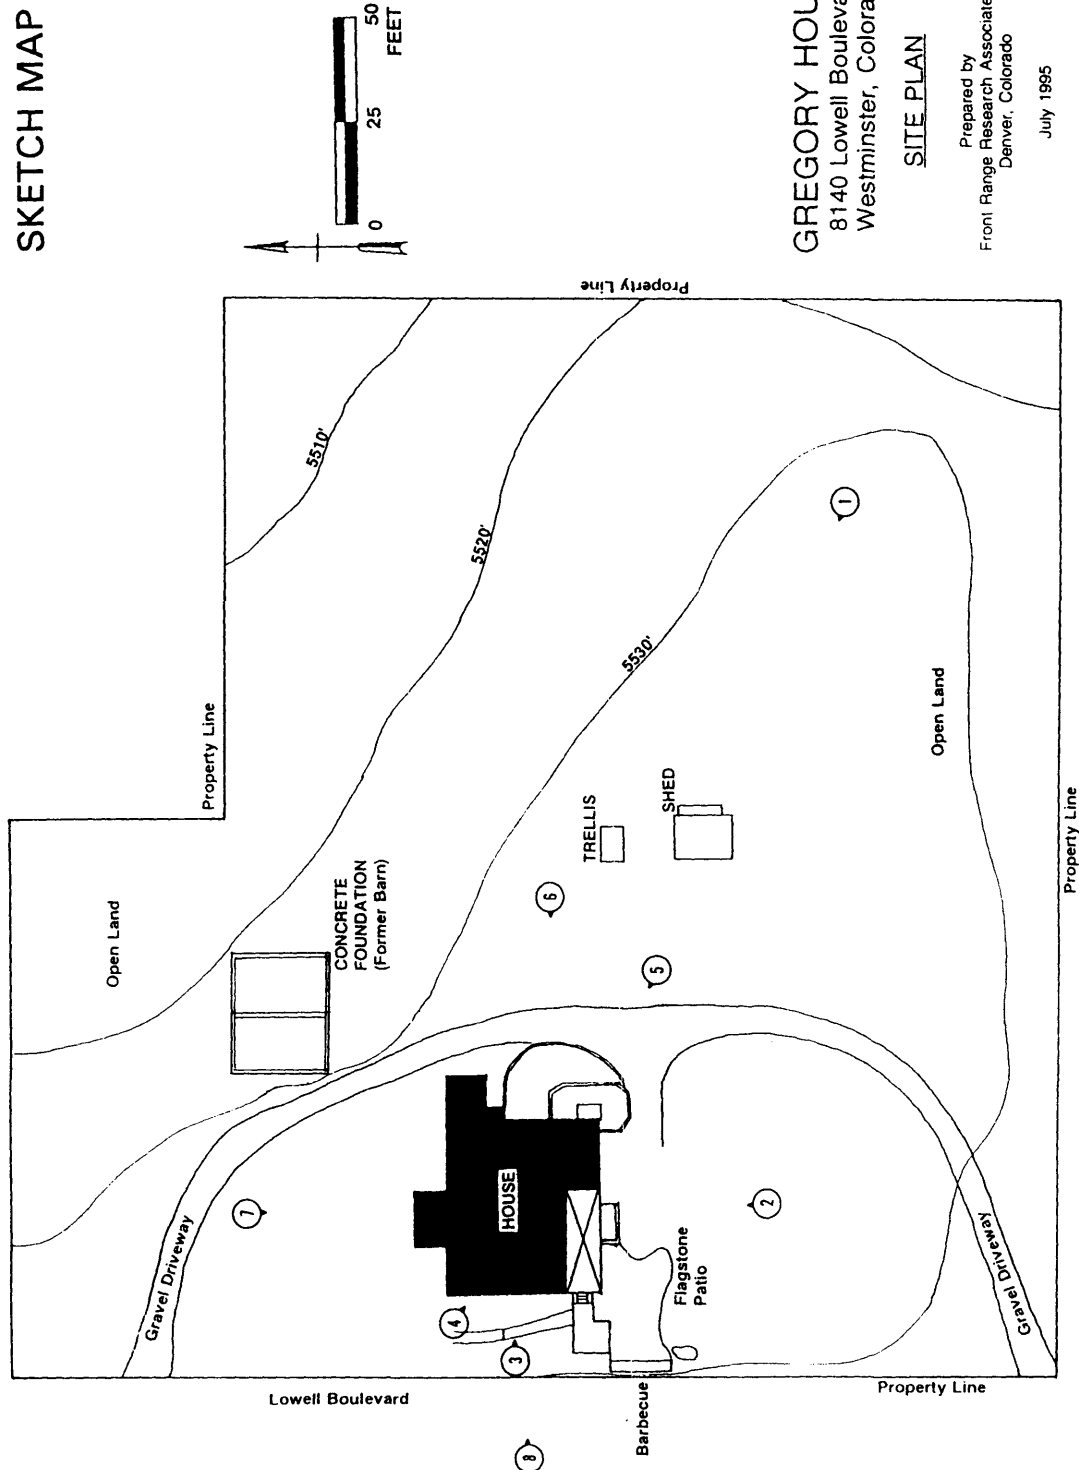 SKETCH MAP
0
25
50
FEET
GREGORY HOU
8140 Lowell Bouleva
Westminster, Colora
SITE PLAN
Prepared by
Front Range Research Associate
Denver, Colorado
July 1995
Property Line
Property Line
5510'
5520'
5530'
Open Land
CONCRETE
FOUNDATION
(Former Barn)
TRELLIS
SHED
Open Land
1
6
5
7
2
4
3
8
HOUSE
Flagstone
Patio
Gravel Driveway
Gravel Driveway
Lowell Boulevard
Barbecue
Property Line
Property Line